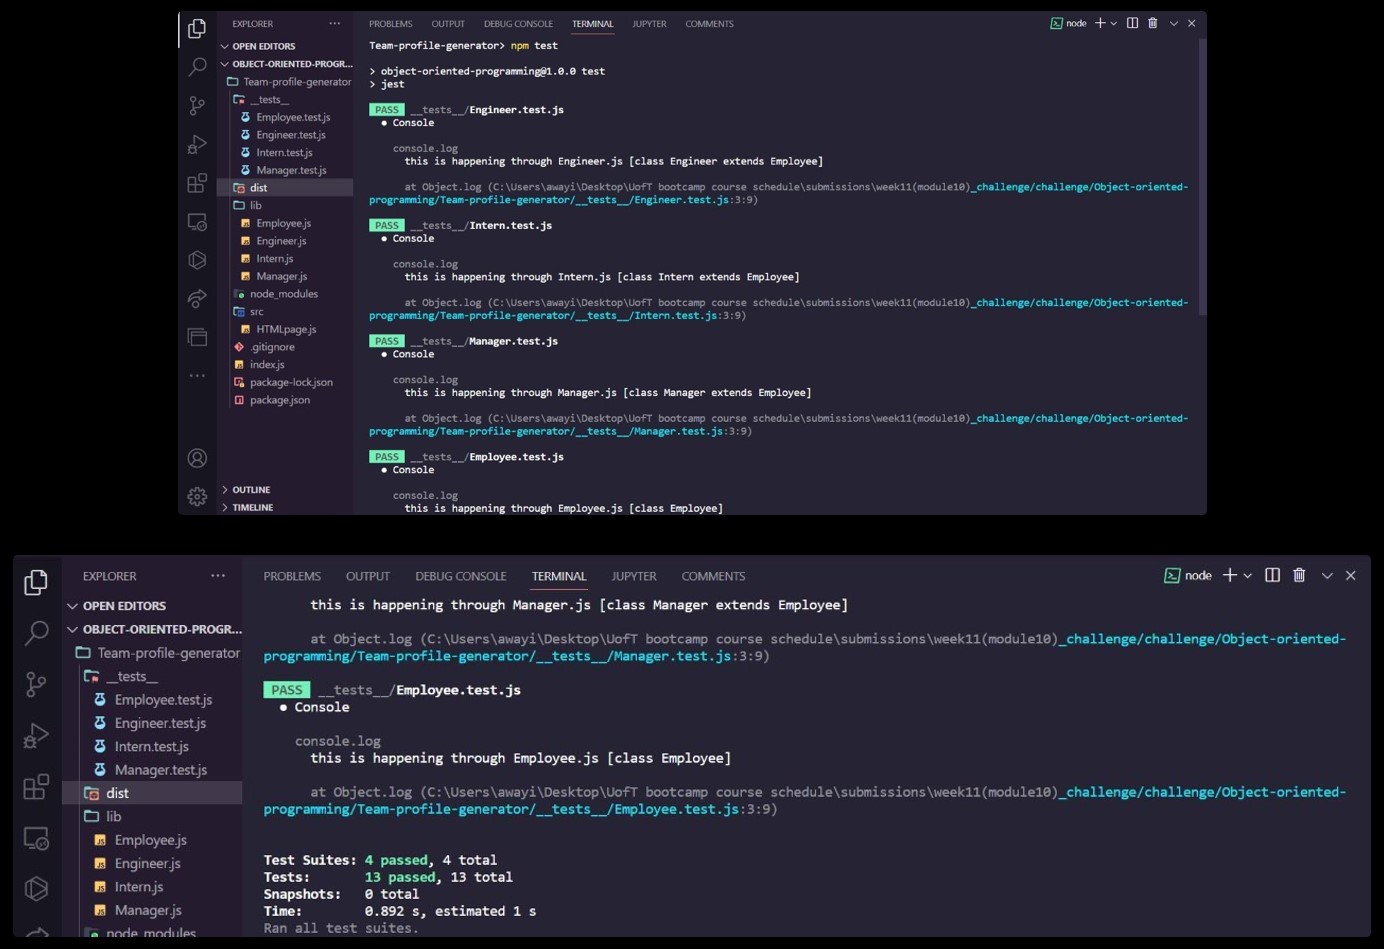 EXPLORER ...
OPEN EDITORS
OBJECT-ORIENTED-PROGR...
Team-profile-generator
__tests__
Employee.test.js
Engineer.test.js
Intern.test.js
Manager.test.js
dist
lib
Employee.js
Engineer.js
Intern.js
Manager.js
node_modules
src
HTMLpage.js
.gitignore
index.js
package-lock.json
package.json
OUTLINE
TIMELINE
PROBLEMS OUTPUT DEBUG CONSOLE TERMINAL JUPYTER COMMENTS node
Team-profile-generator> npm test
> object-oriented-programming@1.0.0 test
> jest
PASS __tests__/Engineer.test.js
● Console
console.log
this is happening through Engineer.js [class Engineer extends Employee]
at Object.log (C:\Users\awayi\Desktop\UofT bootcamp course schedule\submissions\week11(module10)_challenge/challenge/Object-oriented-
programming/Team-profile-generator/__tests__/Engineer.test.js:3:9)
PASS __tests__/Intern.test.js
● Console
console.log
this is happening through Intern.js [class Intern extends Employee]
at Object.log (C:\Users\awayi\Desktop\UofT bootcamp course schedule\submissions\week11(module10)_challenge/challenge/Object-oriented-
programming/Team-profile-generator/__tests__/Intern.test.js:3:9)
PASS __tests__/Manager.test.js
● Console
console.log
this is happening through Manager.js [class Manager extends Employee]
at Object.log (C:\Users\awayi\Desktop\UofT bootcamp course schedule\submissions\week11(module10)_challenge/challenge/Object-oriented-
programming/Team-profile-generator/__tests__/Manager.test.js:3:9)
PASS __tests__/Employee.test.js
● Console
console.log
this is happening through Employee.js [class Employee]
EXPLORER ...
OPEN EDITORS
OBJECT-ORIENTED-PROGR...
Team-profile-generator
__tests__
Employee.test.js
Engineer.test.js
Intern.test.js
Manager.test.js
dist
lib
Employee.js
Engineer.js
Intern.js
Manager.js
node_modules
PROBLEMS OUTPUT DEBUG CONSOLE TERMINAL JUPYTER COMMENTS node
this is happening through Manager.js [class Manager extends Employee]
at Object.log (C:\Users\awayi\Desktop\UofT bootcamp course schedule\submissions\week11(module10)_challenge/challenge/Object-oriented-
programming/Team-profile-generator/__tests__/Manager.test.js:3:9)
PASS __tests__/Employee.test.js
● Console
console.log
this is happening through Employee.js [class Employee]
at Object.log (C:\Users\awayi\Desktop\UofT bootcamp course schedule\submissions\week11(module10)_challenge/challenge/Object-oriented-
programming/Team-profile-generator/__tests__/Employee.test.js:3:9)
Test Suites: 4 passed, 4 total
Tests: 13 passed, 13 total
Snapshots: 0 total
Time: 0.892 s, estimated 1 s
Ran all test suites.